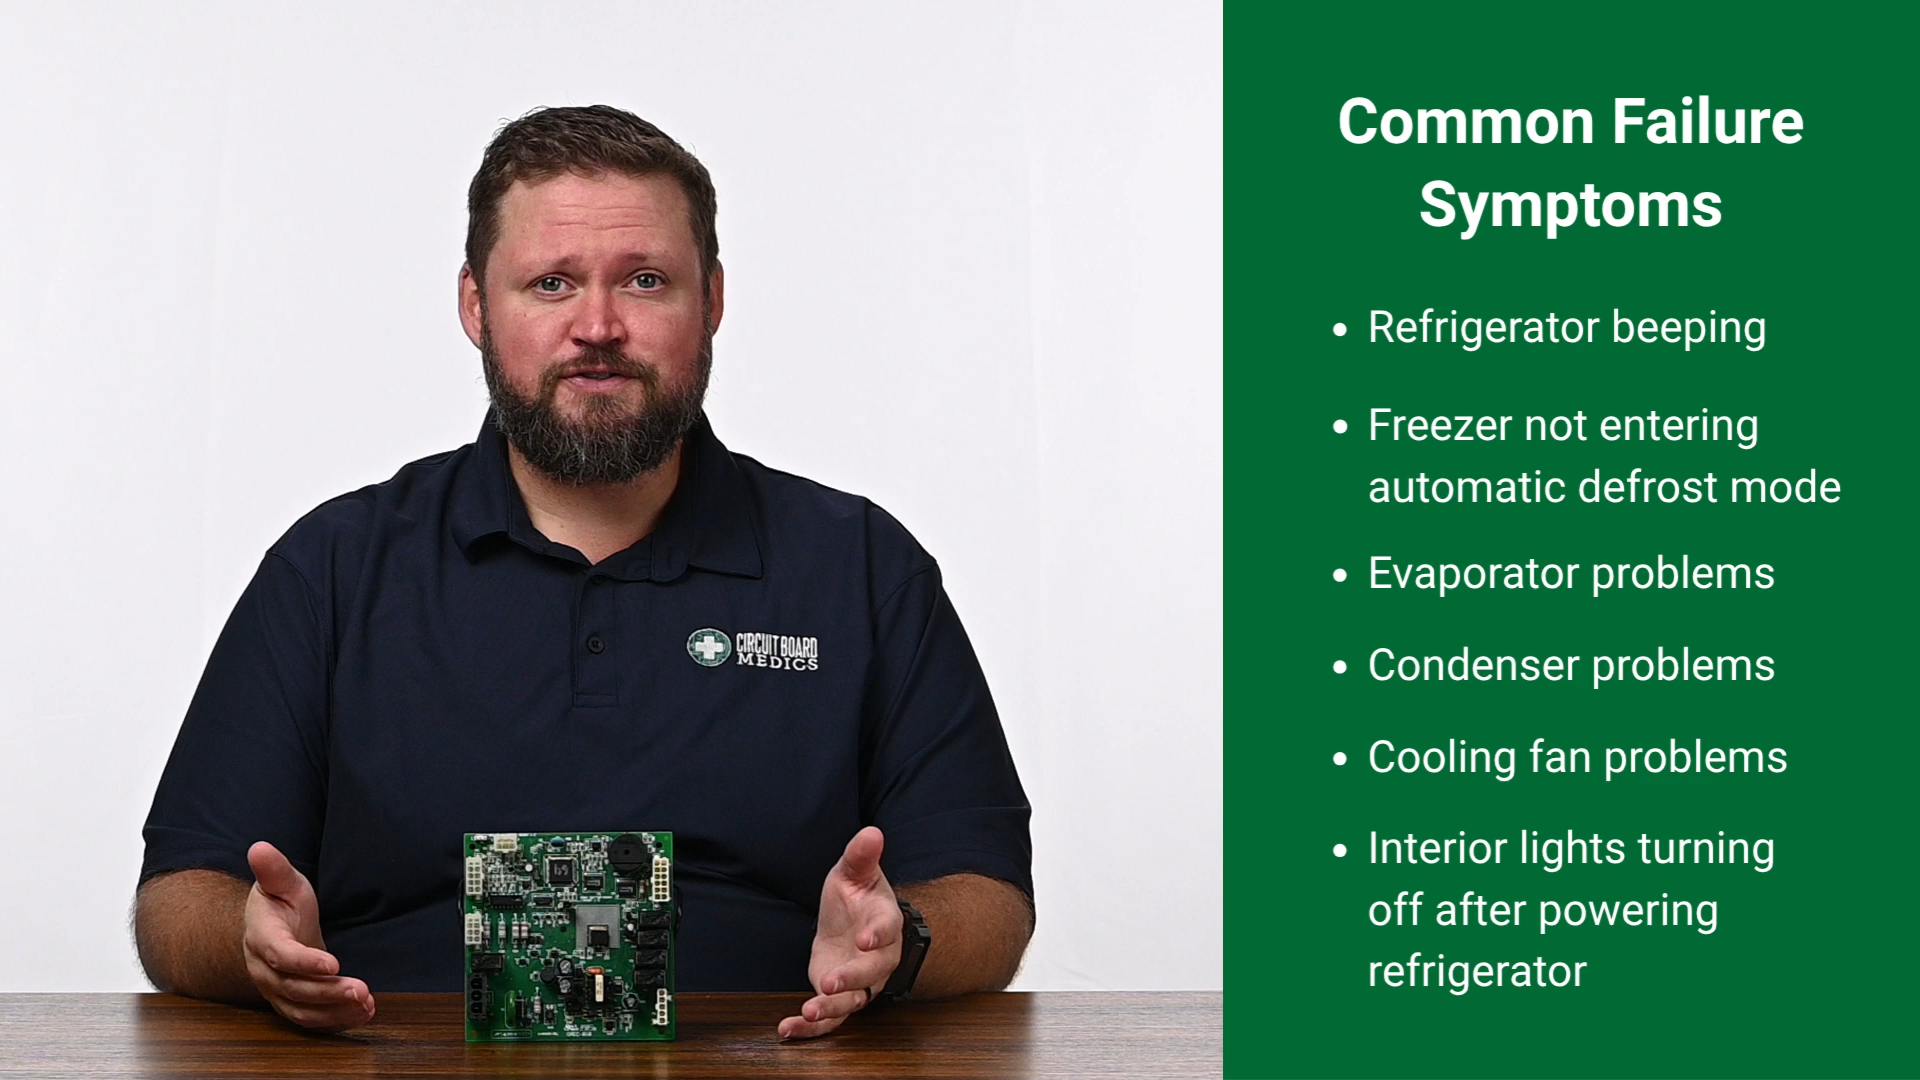 Common Failure
Symptoms
• Refrigerator beeping
• Freezer not entering
automatic defrost mode
• Evaporator problems
• Condenser problems
• Cooling fan problems
• Interior lights turning
off after powering
refrigerator
CIRCUIT BOARD
MEDICS